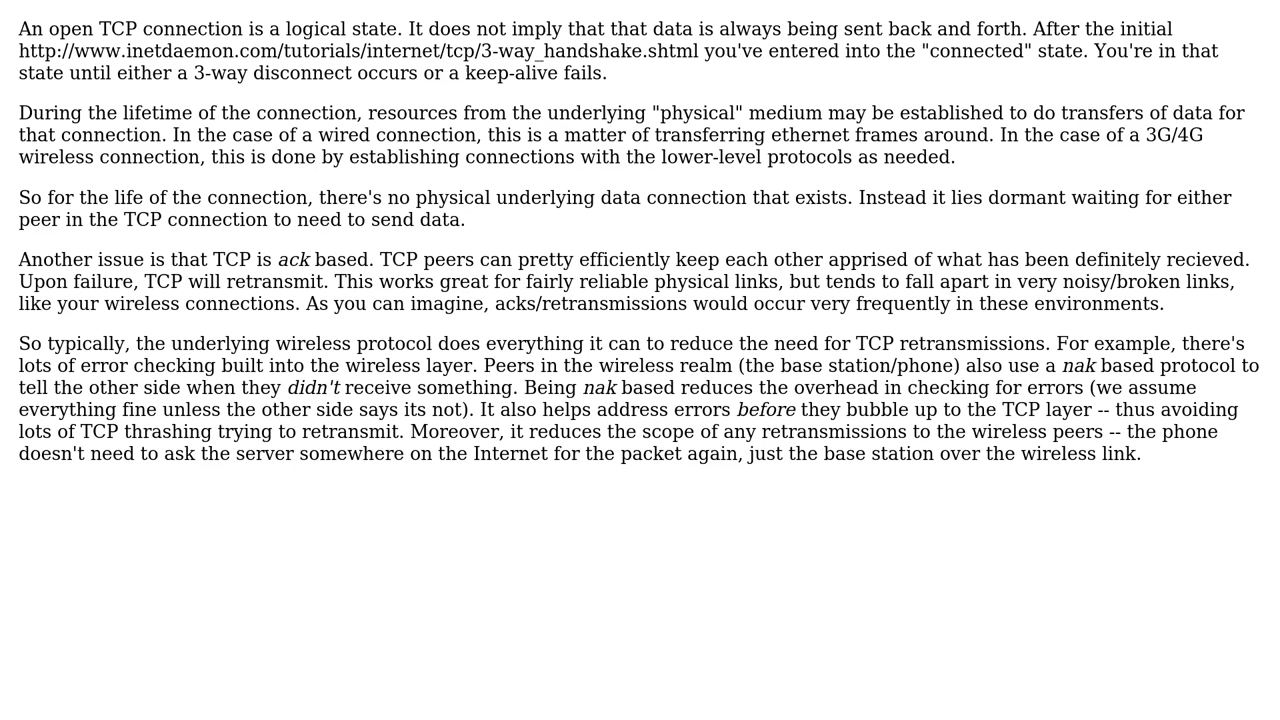 An open TCP connection is a logical state. It does not imply that that data is always being sent back and forth. After the initial
http://www.inetdaemon.com/tutorials/internet/tcp/3-way_handshake.shtml you've entered into the "connected" state. You're in that
state until either a 3-way disconnect occurs or a keep-alive fails.
During the lifetime of the connection, resources from the underlying "physical" medium may be established to do transfers of data for
that connection. In the case of a wired connection, this is a matter of transferring ethernet frames around. In the case of a 3G/4G
wireless connection, this is done by establishing connections with the lower-level protocols as needed.
So for the life of the connection, there's no physical underlying data connection that exists. Instead it lies dormant waiting for either
peer in the TCP connection to need to send data.
Another issue is that TCP is ack based. TCP peers can pretty efficiently keep each other apprised of what has been definitely recieved.
Upon failure, TCP will retransmit. This works great for fairly reliable physical links, but tends to fall apart in very noisy/broken links,
like your wireless connections. As you can imagine, acks/retransmissions would occur very frequently in these environments.
So typically, the underlying wireless protocol does everything it can to reduce the need for TCP retransmissions. For example, there's
lots of error checking built into the wireless layer. Peers in the wireless realm (the base station/phone) also use a nak based protocol to
tell the other side when they didn't receive something. Being nak based reduces the overhead in checking for errors (we assume
everything fine unless the other side says its not). It also helps address errors before they bubble up to the TCP layer -- thus avoiding
lots of TCP thrashing trying to retransmit. Moreover, it reduces the scope of any retransmissions to the wireless peers -- the phone
doesn't need to ask the server somewhere on the Internet for the packet again, just the base station over the wireless link.